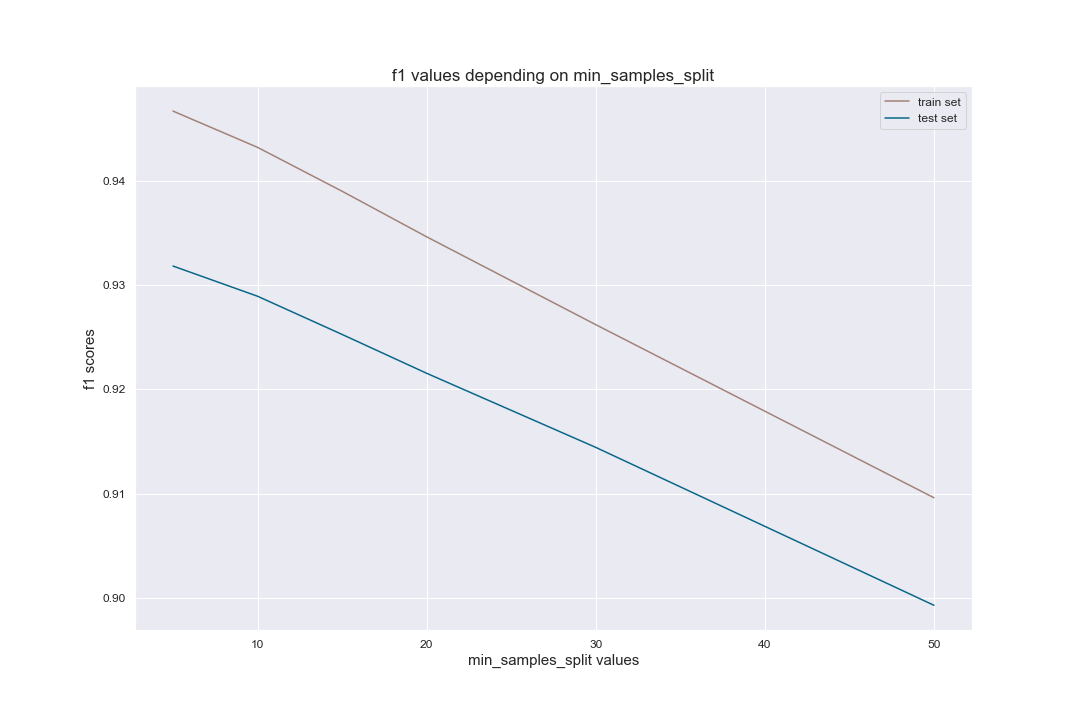 f1 values depending on min_samples_split
train set
test set
0.94
0.93
0.92
0.91
0.90
f1 scores
10 20 30 40 50
min_samples_split values